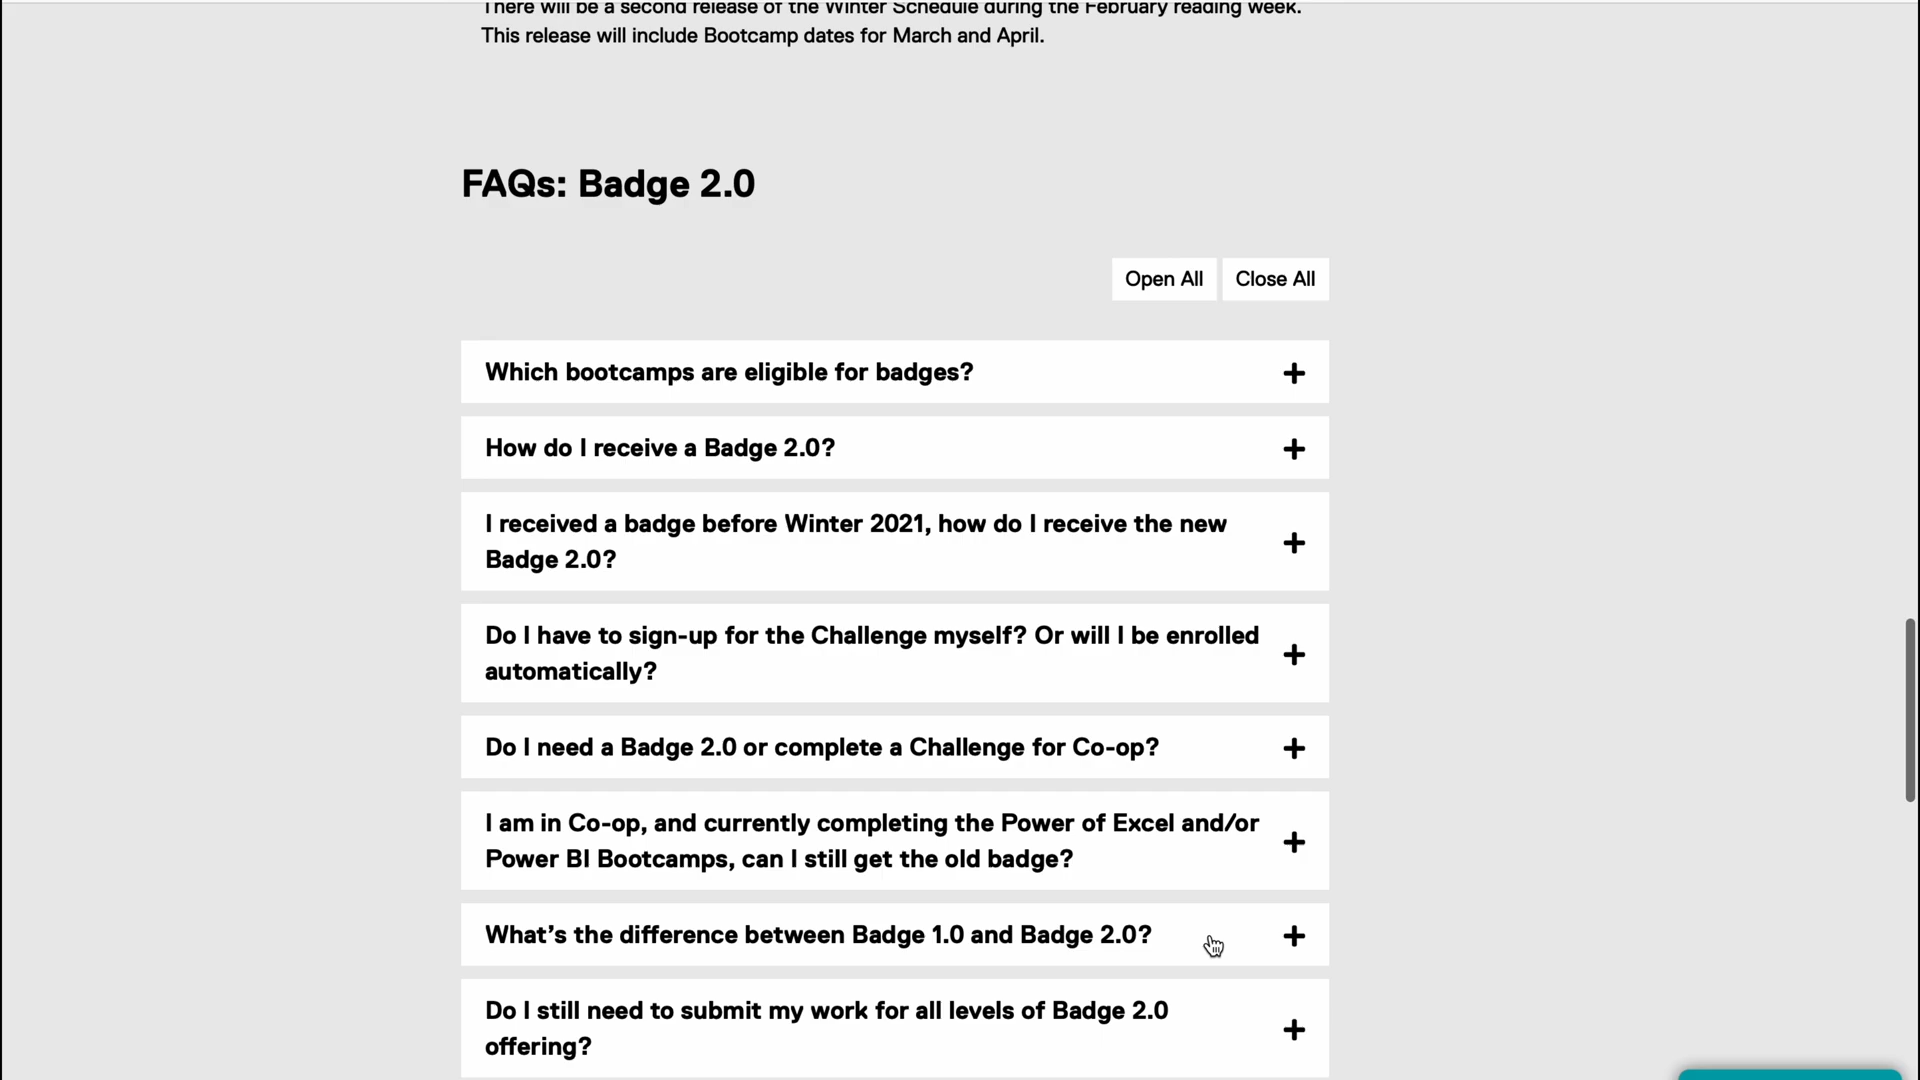 There will be a second release of the Winter Schedule during the February reading week.
This release will include Bootcamp dates for March and April.
FAQs: Badge 2.0
Open All
Close All
Which bootcamps are eligible for badges?
How do I receive a Badge 2.0?
I received a badge before Winter 2021, how do I receive the new
Badge 2.0?
Do I have to sign-up for the Challenge myself? Or will I be enrolled
automatically?
Do I need a Badge 2.0 or complete a Challenge for Co-op?
I am in Co-op, and currently completing the Power of Excel and/or
Power BI Bootcamps, can I still get the old badge?
What’s the difference between Badge 1.0 and Badge 2.0?
Do I still need to submit my work for all levels of Badge 2.0
offering?